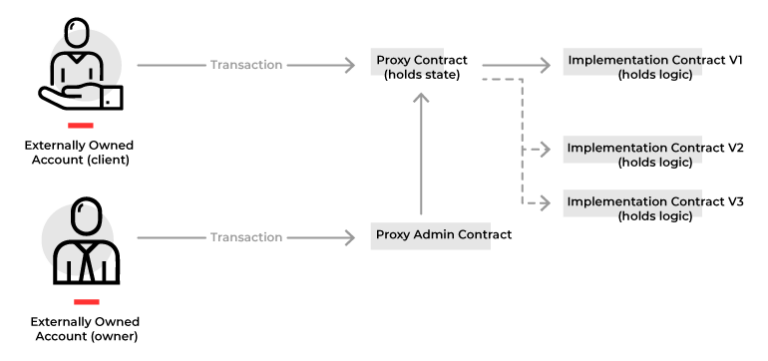 Transaction
Proxy Contract
(holds state)
Implementation Contract V1
(holds logic)
Externally Owned
Account (client)
Implementation Contract V2
(holds logic)
Implementation Contract V3
(holds logic)
Transaction
Proxy Admin Contract
Externally Owned
Account (owner)